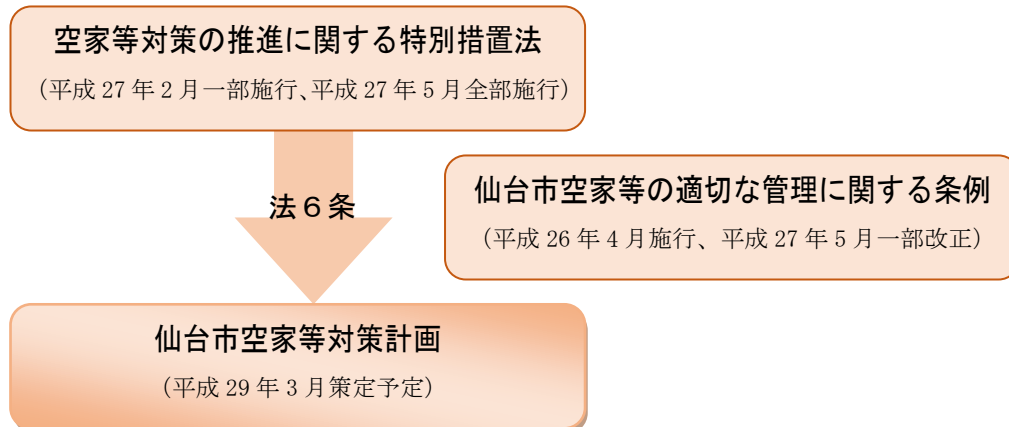 空家等対策の推進に関する特別措置法
（平成 27 年 2 月一部施行、平成 27 年 5 月全部施行）
法６条
仙台市空家等の適切な管理に関する条例
（平成 26 年 4 月施行、平成 27 年 5 月一部改正）
仙台市空家等対策計画
（平成 29 年 3 月策定予定）